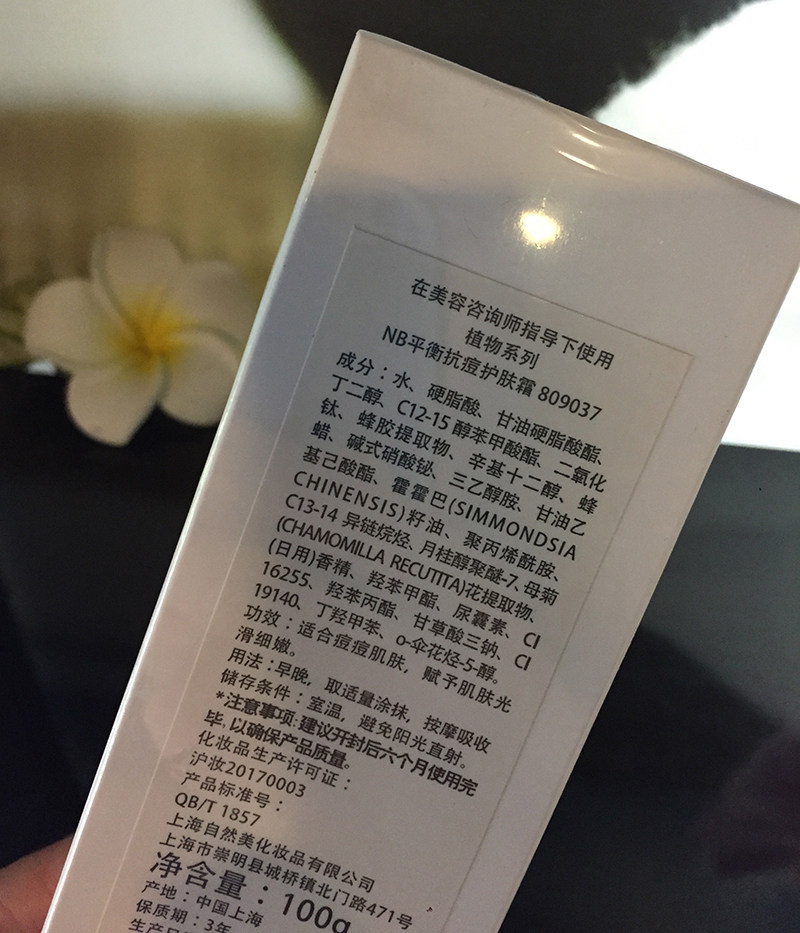 在美容咨询师指导下使用
植物系列
NB平衡抗痘护肤霜 809037
成分：水、硬脂酸、甘油硬脂酸酯、
丁二醇、C12-15 醇苯甲酸酯、二氧化
钛、蜂胶提取物、辛基十二醇、蜂
蜡、碱式硝酸铋、三乙醇胺、甘油乙
基己酸酯、霍霍巴(SIMMONDSIA
CHINENSIS)籽油、聚丙烯酰胺、
C13-14 异链烷烃、月桂醇聚醚-7、母菊
(CHAMOMILLA RECUTITA)花提取物、
(日用)香精、羟苯甲酯、尿囊素、CI
16255、羟苯丙酯、甘草酸三钠、CI
19140、丁羟甲苯、o-伞花烃-5-醇。
功效：适合痘痘肌肤，赋予肌肤光
滑细嫩。
用法：早晚，取适量涂抹，按摩吸收
储存条件：室温，避免阳光直射。
*注意事项:建议开封后六个月使用完
毕，以确保产品质量。
化妆品生产许可证：
沪妆20170003
产品标准号：
QB/T 1857
上海自然美化妆品有限公司
上海市崇明县城桥镇北门路471号
净含量：100g
产地：中国上海
保质期：3年